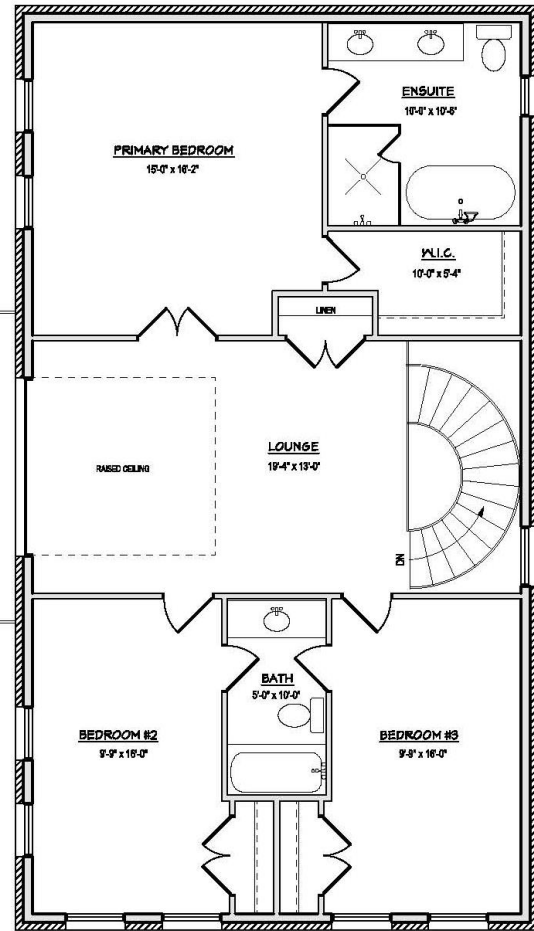 ENSUITE
10'-0" x 10'-6"
PRIMARY BEDROOM
15'-0" x 16'-2"
W.I.C.
10'-0" x 5'-4"
LINEN
LOUNGE
19'-4" x 13'-0"
RAISED CEILING
DN
BATH
5'-0" x 10'-0"
BEDROOM #2
9'-9" x 16'-0"
BEDROOM #3
9'-9" x 16'-0"